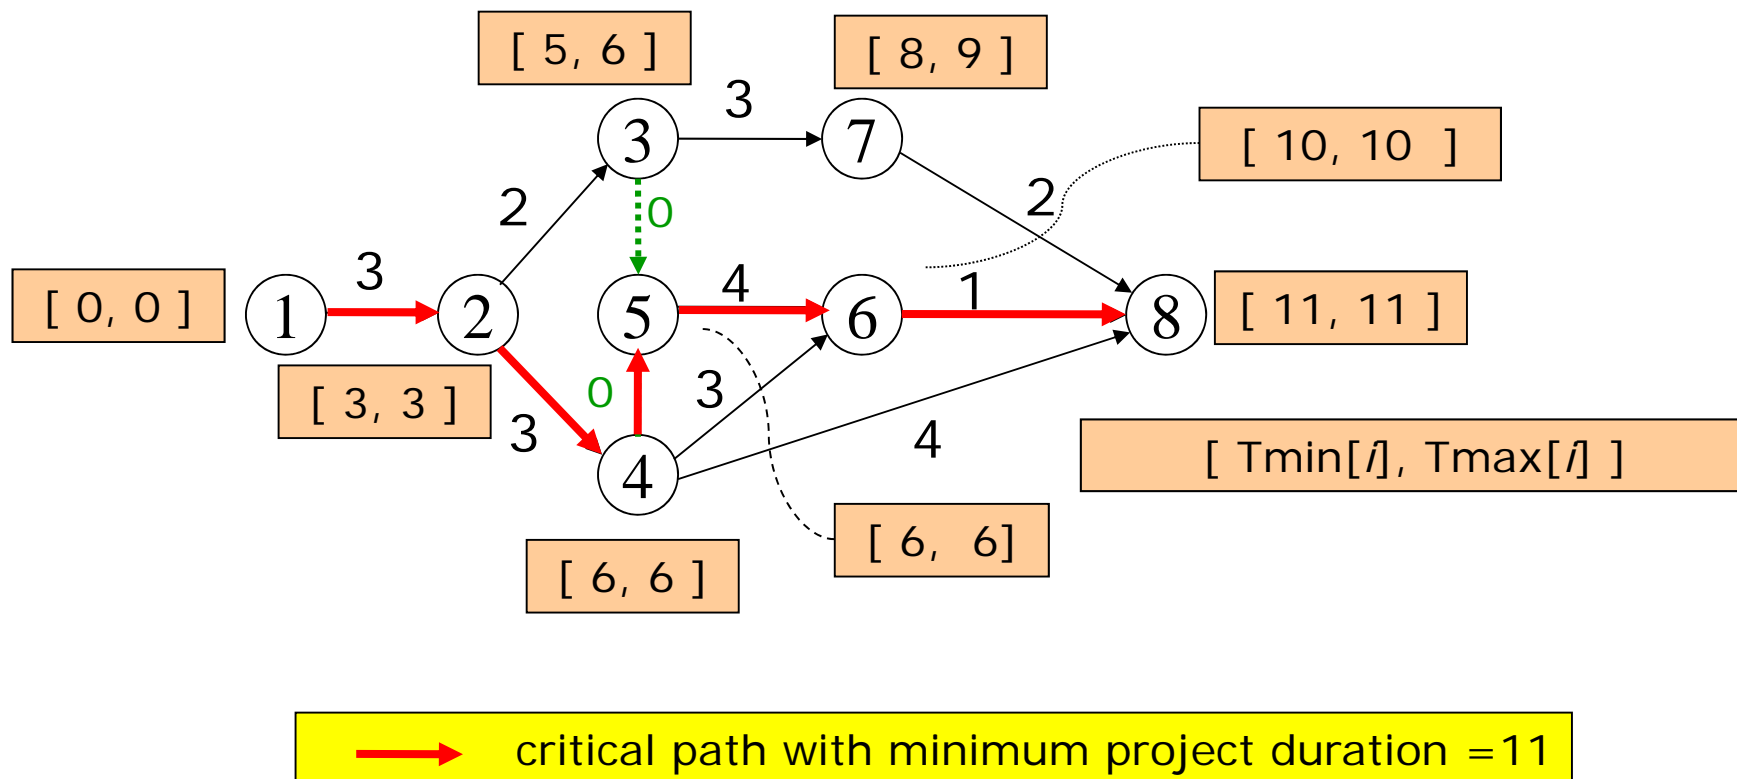 [ 5, 6 ]
[ 8, 9 ]
3
3
7
[ 10, 10 ]
2
0
2
[ 0, 0 ]
3
4
1
1
2
5
6
8
[ 11, 11 ]
[ 3, 3 ]
0
3
3
4
4
[ Tmin[i], Tmax[i] ]
[ 6, 6]
[ 6, 6 ]
critical path with minimum project duration =11